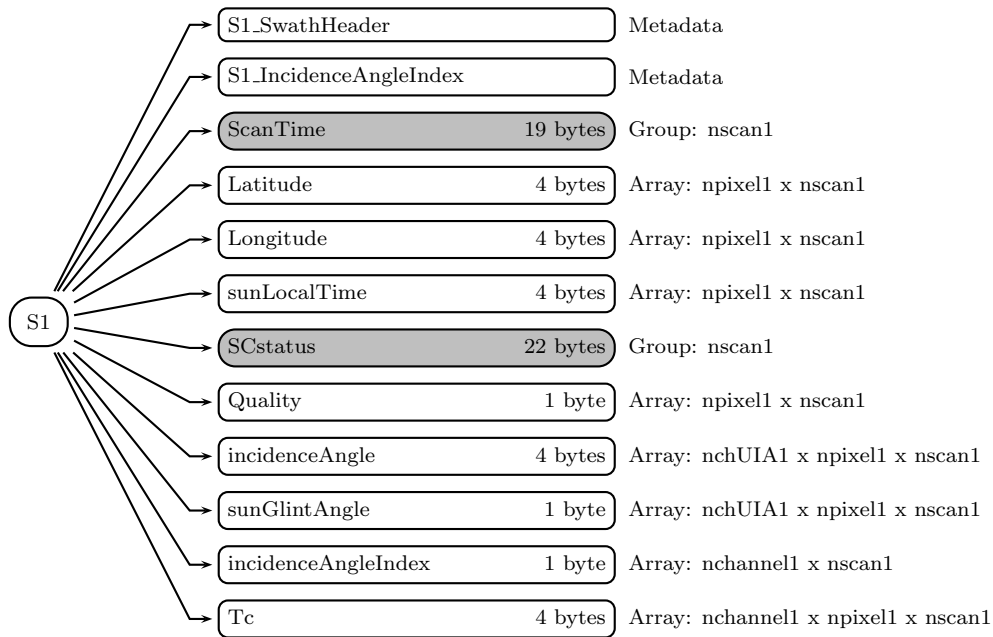 S1_SwathHeader Metadata
S1_IncidenceAngleIndex Metadata
ScanTime 19 bytes Group: nscan1
Latitude 4 bytes Array: npixel1 x nscan1
Longitude 4 bytes Array: npixel1 x nscan1
sunLocalTime 4 bytes Array: npixel1 x nscan1
S1
SCstatus 22 bytes Group: nscan1
Quality 1 byte Array: npixel1 x nscan1
incidenceAngle 4 bytes Array: nchUIA1 x npixel1 x nscan1
sunGlintAngle 1 byte Array: nchUIA1 x npixel1 x nscan1
incidenceAngleIndex 1 byte Array: nchannel1 x nscan1
Tc 4 bytes Array: nchannel1 x npixel1 x nscan1